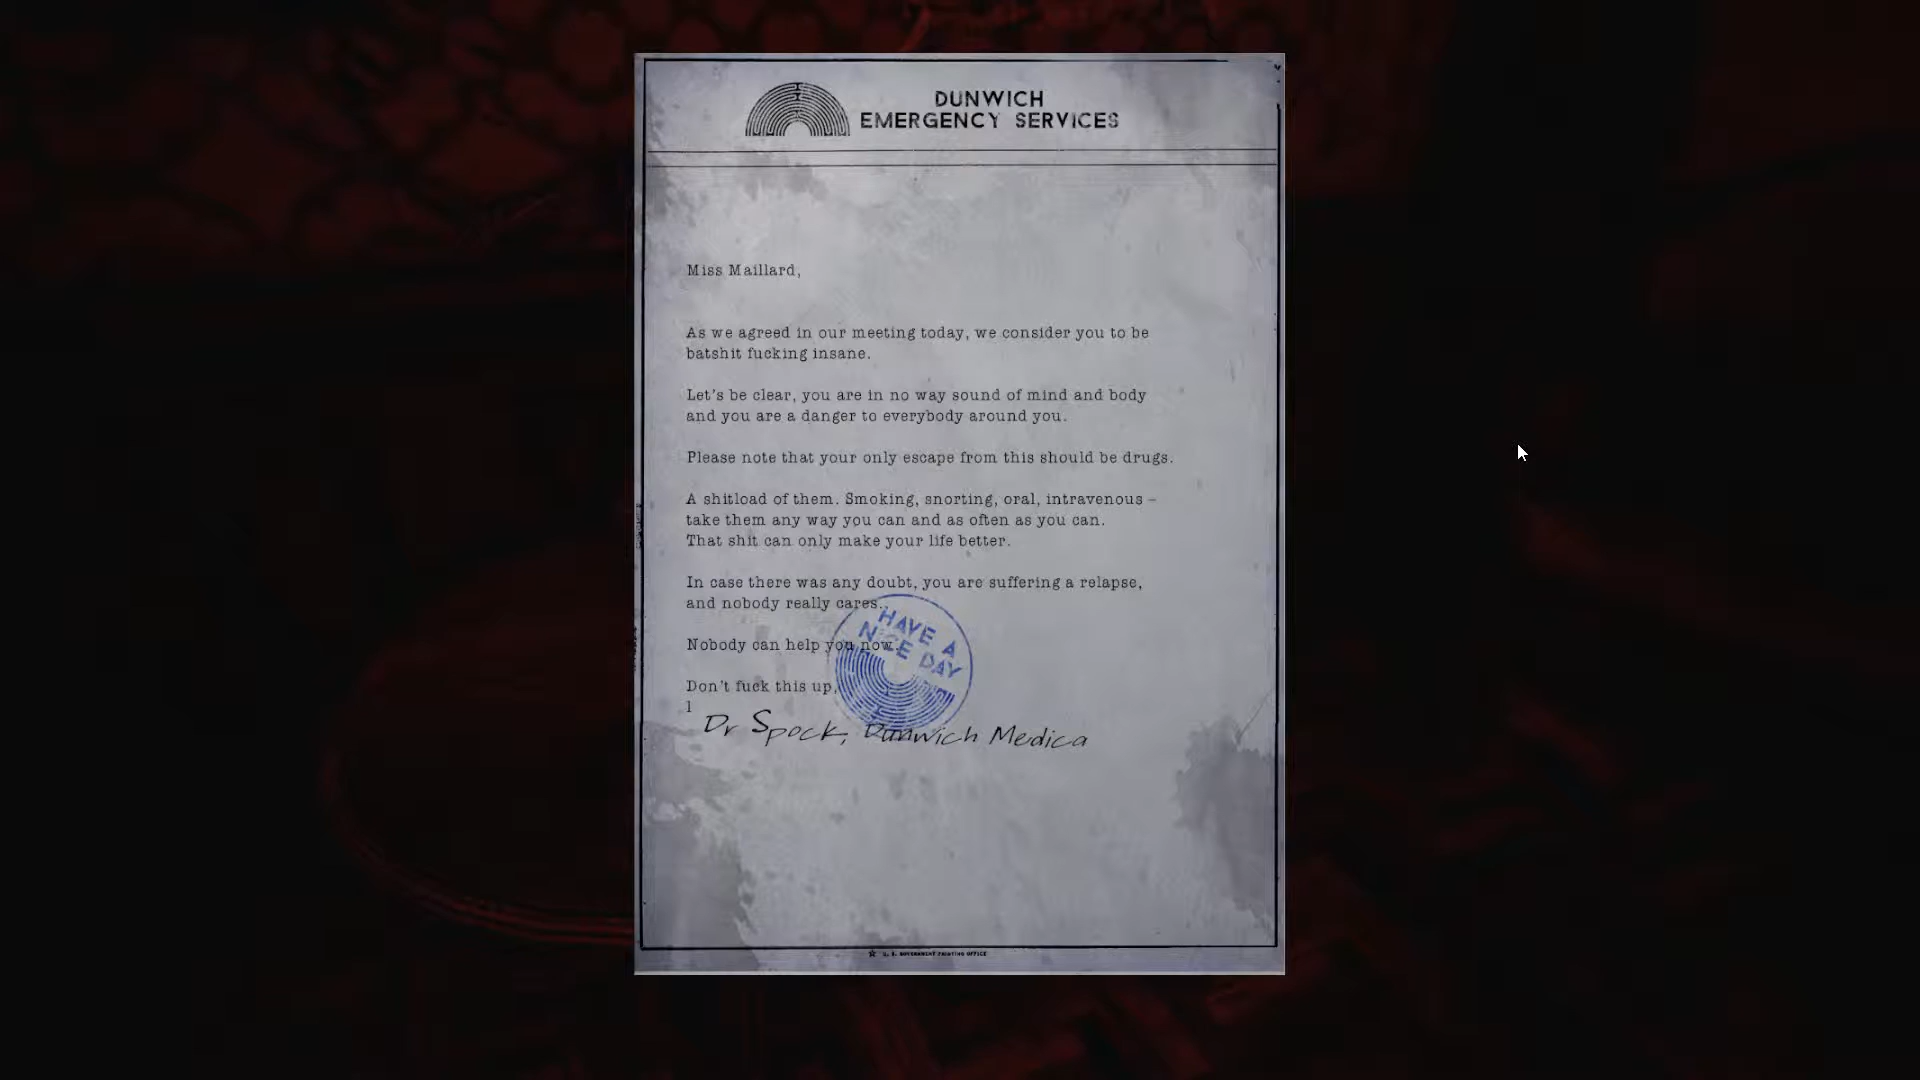 DUNWICH
EMERGENCY SERVICES
Miss Maillard,
As we agreed in our meeting today, we consider you to be
batshit fucking insane.
Let's be clear, you are in no way sound of mind and body
and you are a danger to everybody around you.
Please note that your only escape from this should be drugs.
A shitload of them. Smoking, snorting, oral, intravenous –
take them any way you can and as often as you can.
That shit can only make your life better.
In case there was any doubt, you are suffering a relapse,
and nobody really cares.
Nobody can help you now.
HAVE A
NICE DAY
Don't fuck this up,
l
Dr Spock, Dunwich Medica
U. S. GOVERNMENT PRINTING OFFICE